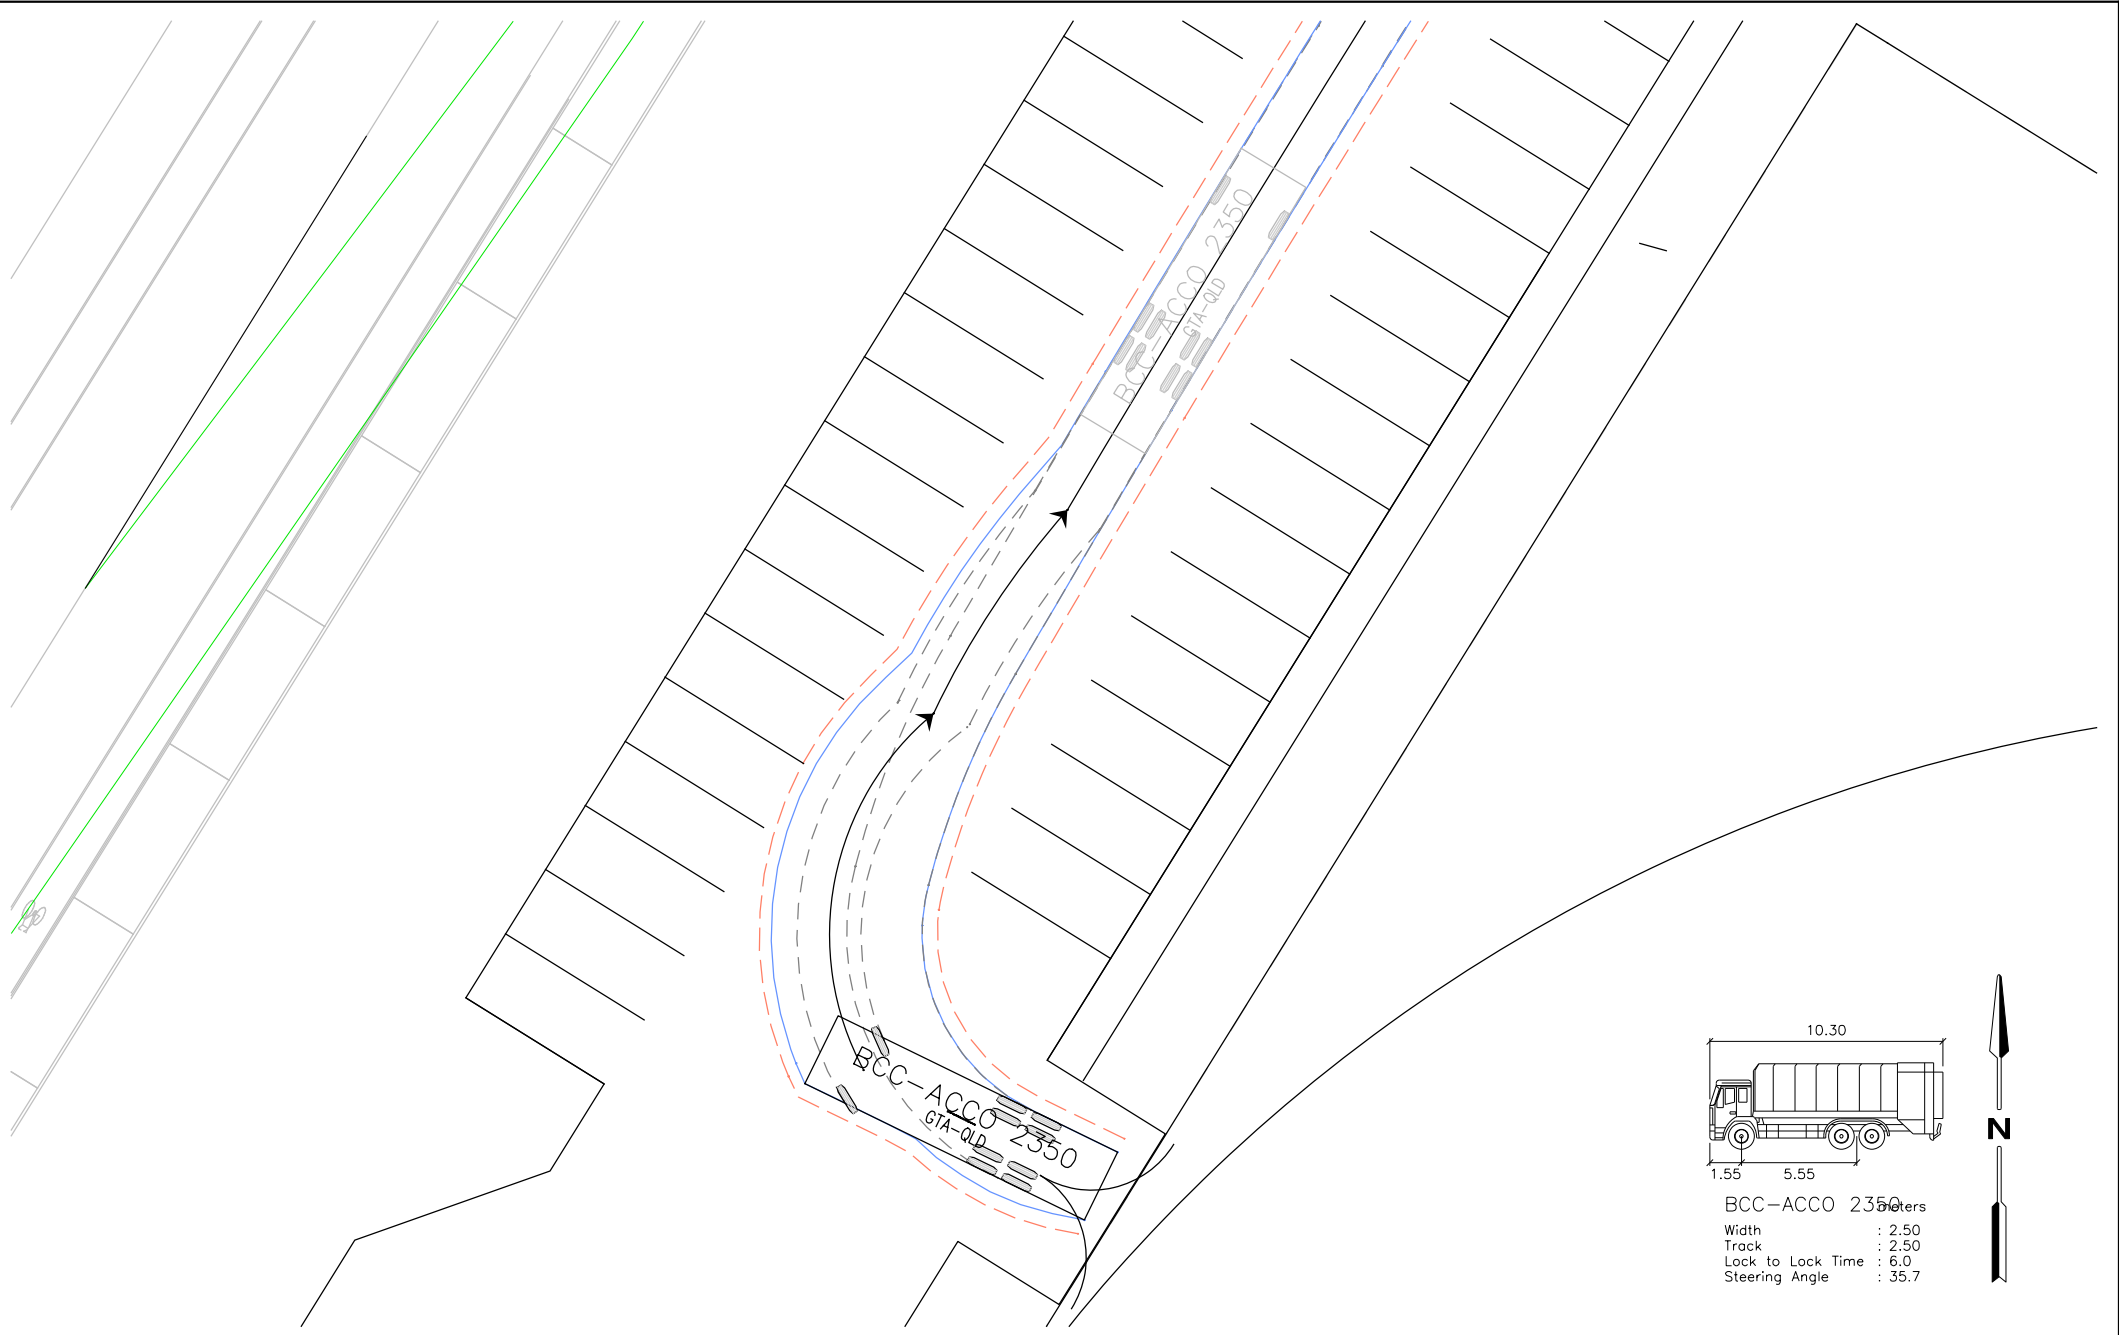 BCC-ACCO 2350
GTA-QLD
BCC-ACCO 2350
GTA-QLD
10.30
1.55
5.55
BCC-ACCO 2350
meters
Width : 2.50
Track : 2.50
Lock to Lock Time : 6.0
Steering Angle : 35.7
N